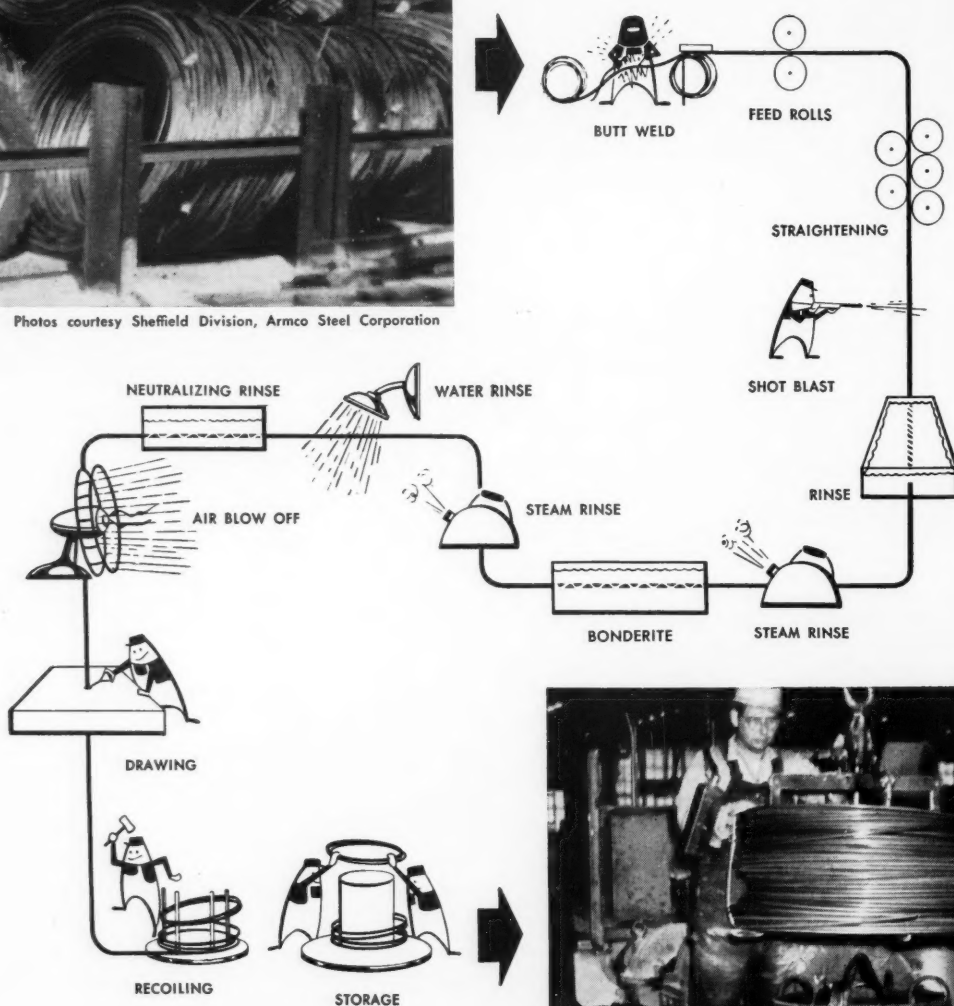 BUTT WELD
FEED ROLLS
STRAIGHTENING
Photos courtesy Sheffield Division, Armco Steel Corporation
SHOT BLAST
NEUTRALIZING RINSE
WATER RINSE
RINSE
AIR BLOW OFF
STEAM RINSE
BONDERITE
STEAM RINSE
DRAWING
RECOILING
STORAGE